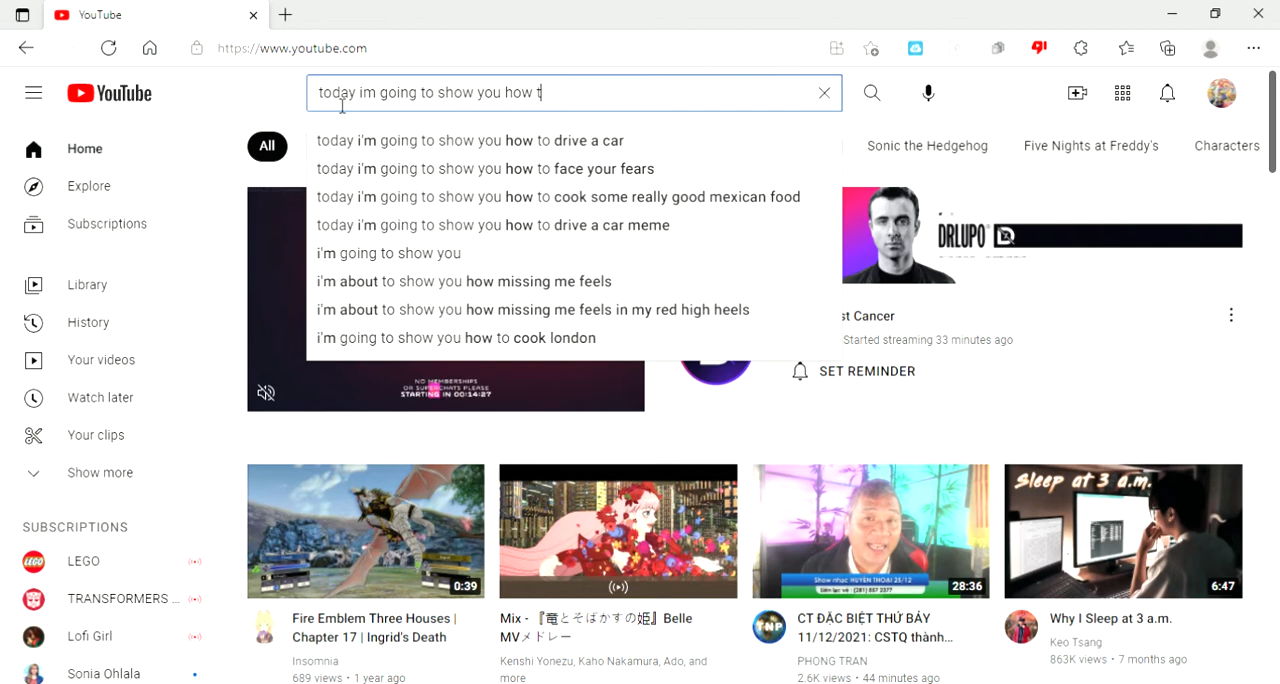 YouTube
https://www.youtube.com
YouTube
today im going to show you how t
today i'm going to show you how to drive a car
today i'm going to show you how to face your fears
today i'm going to show you how to cook some really good mexican food
today i'm going to show you how to drive a car meme
i'm going to show you
i'm about to show you how missing me feels
i'm about to show you how missing me feels in my red high heels
i'm going to show you how to cook london
Home
Explore
Subscriptions
Library
History
Your videos
Watch later
Your clips
Show more
SUBSCRIPTIONS
LEGO
TRANSFORMERS ...
Lofi Girl
Sonia Ohlala
All
Sonic the Hedgehog
Five Nights at Freddy's
Characters
DRLUPO
st Cancer
Started streaming 33 minutes ago
SET REMINDER
NO MEMBERSHIPS
OR SUPERCHATS PLEASE
STARTING IN 00:14:27
0:39
Fire Emblem Three Houses |
Chapter 17 | Ingrid's Death
Insomnia
689 views • 1 year ago
Mix - 『竜とそばかすの姫』Belle
MVメドレー
Kenshi Yonezu, Kaho Nakamura, Ado, and
more
Show nhạc HUYỀN THOẠI 25/12
28:36
CT ĐẶC BIỆT THỨ BẢY
11/12/2021: CSTQ thành...
PHONG TRAN
2.6K views • 44 minutes ago
Sleep at 3 a.m.
6:47
Why I Sleep at 3 a.m.
Keo Tsang
863K views • 7 months ago